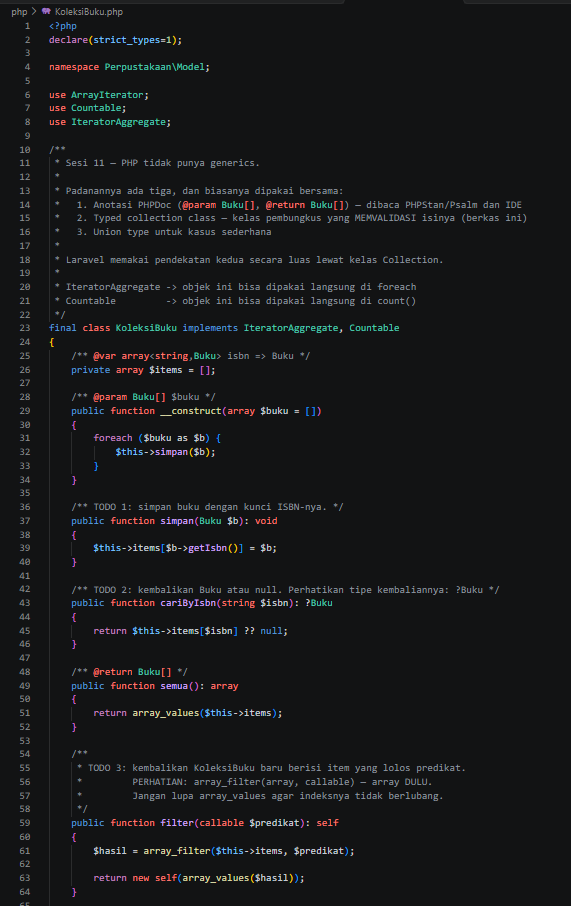 php > KoleksiBuku.php
1 <?php
2 declare(strict_types=1);
3
4 namespace Perpustakaan\Model;
5
6 use ArrayIterator;
7 use Countable;
8 use IteratorAggregate;
9
10 /**
11  * Sesi 11 — PHP tidak punya generics.
12  *
13  * Padanannya ada tiga, dan biasanya dipakai bersama:
14  *   1. Anotasi PHPDoc (@param Buku[], @return Buku[]) — dibaca PHPStan/Psalm dan IDE
15  *   2. Typed collection class — kelas pembungkus yang MEMVALIDASI isinya (berkas ini)
16  *   3. Union type untuk kasus sederhana
17  *
18  * Laravel memakai pendekatan kedua secara luas lewat kelas Collection.
19  *
20  * IteratorAggregate -> objek ini bisa dipakai langsung di foreach
21  * Countable         -> objek ini bisa dipakai langsung di count()
22  */
23 final class KoleksiBuku implements IteratorAggregate, Countable
24 {
25     /** @var array<string,Buku> isbn => Buku */
26     private array $items = [];
27
28     /** @param Buku[] $buku */
29     public function __construct(array $buku = [])
30     {
31         foreach ($buku as $b) {
32             $this->simpan($b);
33         }
34     }
35
36     /** TODO 1: simpan buku dengan kunci ISBN-nya. */
37     public function simpan(Buku $b): void
38     {
39         $this->items[$b->getIsbn()] = $b;
40     }
41
42     /** TODO 2: kembalikan Buku atau null. Perhatikan tipe kembaliannya: ?Buku */
43     public function cariByIsbn(string $isbn): ?Buku
44     {
45         return $this->items[$isbn] ?? null;
46     }
47
48     /** @return Buku[] */
49     public function semua(): array
50     {
51         return array_values($this->items);
52     }
53
54     /**
55      * TODO 3: kembalikan KoleksiBuku baru berisi item yang lolos predikat.
56      *         PERHATIAN: array_filter(array, callable) — array DULU.
57      *         Jangan lupa array_values agar indeksnya tidak berlubang.
58      */
59     public function filter(callable $predikat): self
60     {
61         $hasil = array_filter($this->items, $predikat);
62
63         return new self(array_values($hasil));
64     }
65